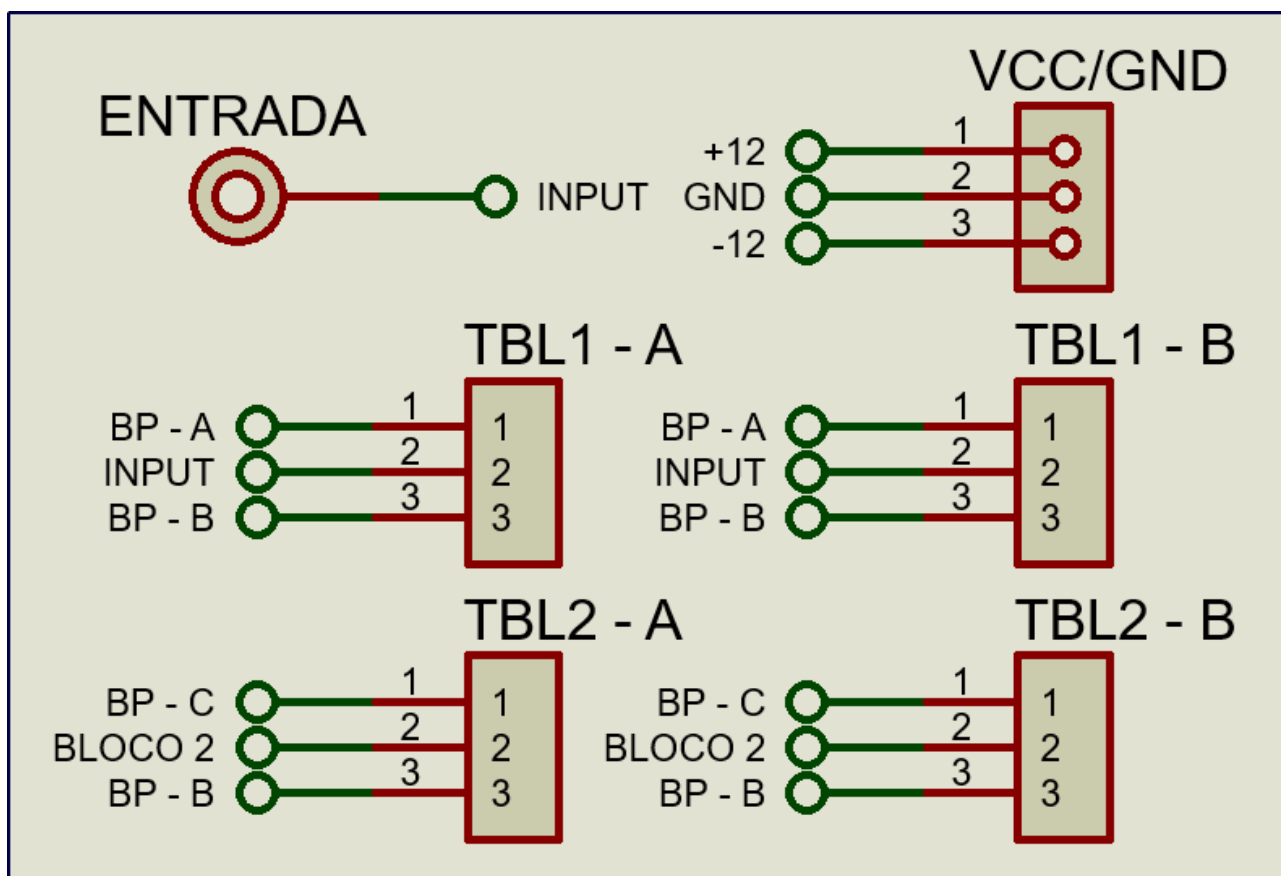 VCC/GND
ENTRADA
INPUT
+12 1
GND 2
-12 3
TBL1 - A
BP - A 1 1
INPUT 2 2
BP - B 3 3
TBL1 - B
BP - A 1 1
INPUT 2 2
BP - B 3 3
TBL2 - A
BP - C 1 1
BLOCO 2 2 2
BP - B 3 3
TBL2 - B
BP - C 1 1
BLOCO 2 2 2
BP - B 3 3